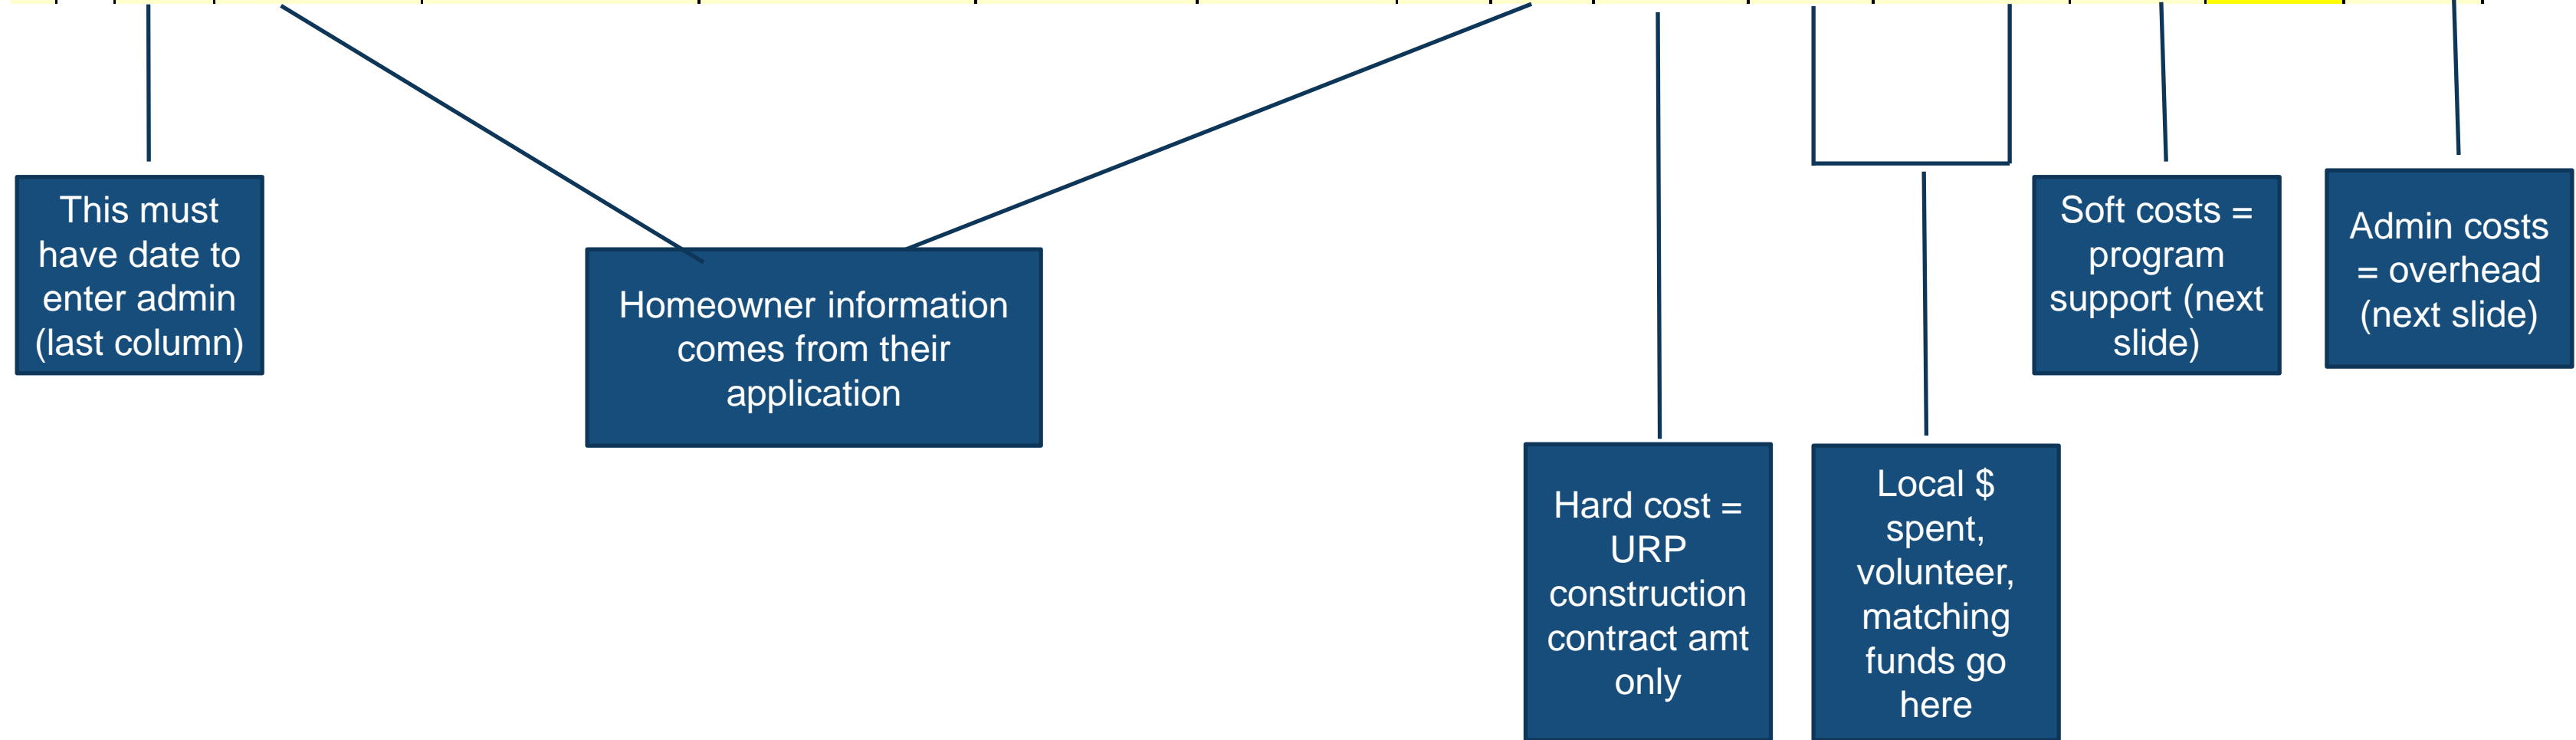 This must
have date to
enter admin
(last column)
Homeowner information
comes from their
application
Hard cost =
URP
construction
contract amt
only
Local $
spent,
volunteer,
matching
funds go
here
Soft costs =
program
support (next
slide)
Admin costs
= overhead
(next slide)